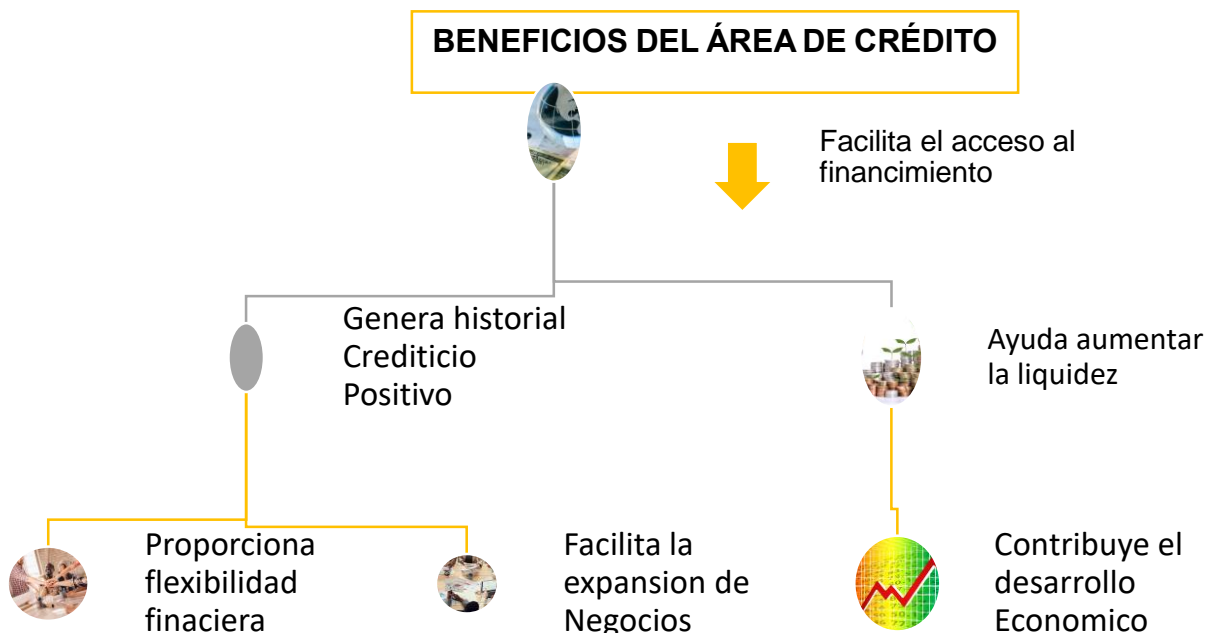 BENEFICIOS DEL ÁREA DE CRÉDITO
Facilita el acceso al
financimiento
Genera historial
Crediticio
Positivo
Ayuda aumentar
la liquidez
Proporciona
flexibilidad
finaciera
Facilita la
expansion de
Negocios
Contribuye el
desarrollo
Economico